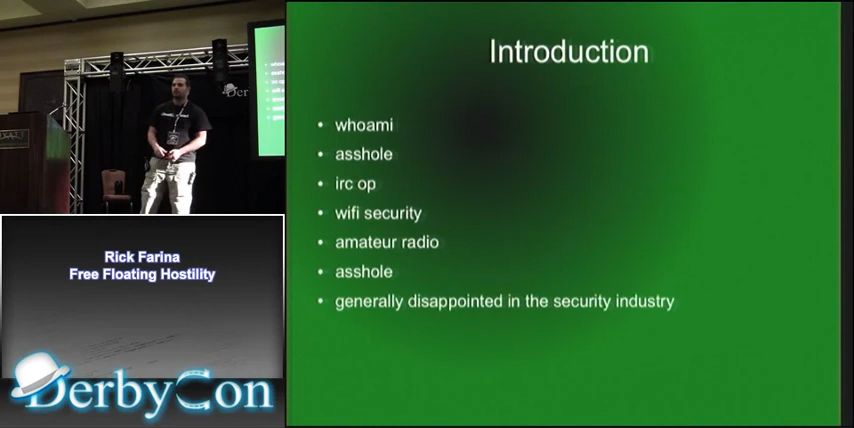 Introduction
• whoami
• asshole
• irc op
• wifi security
• amateur radio
• asshole
• generally disappointed in the security industry
Rick Farina
Free Floating Hostility
DerbyCon